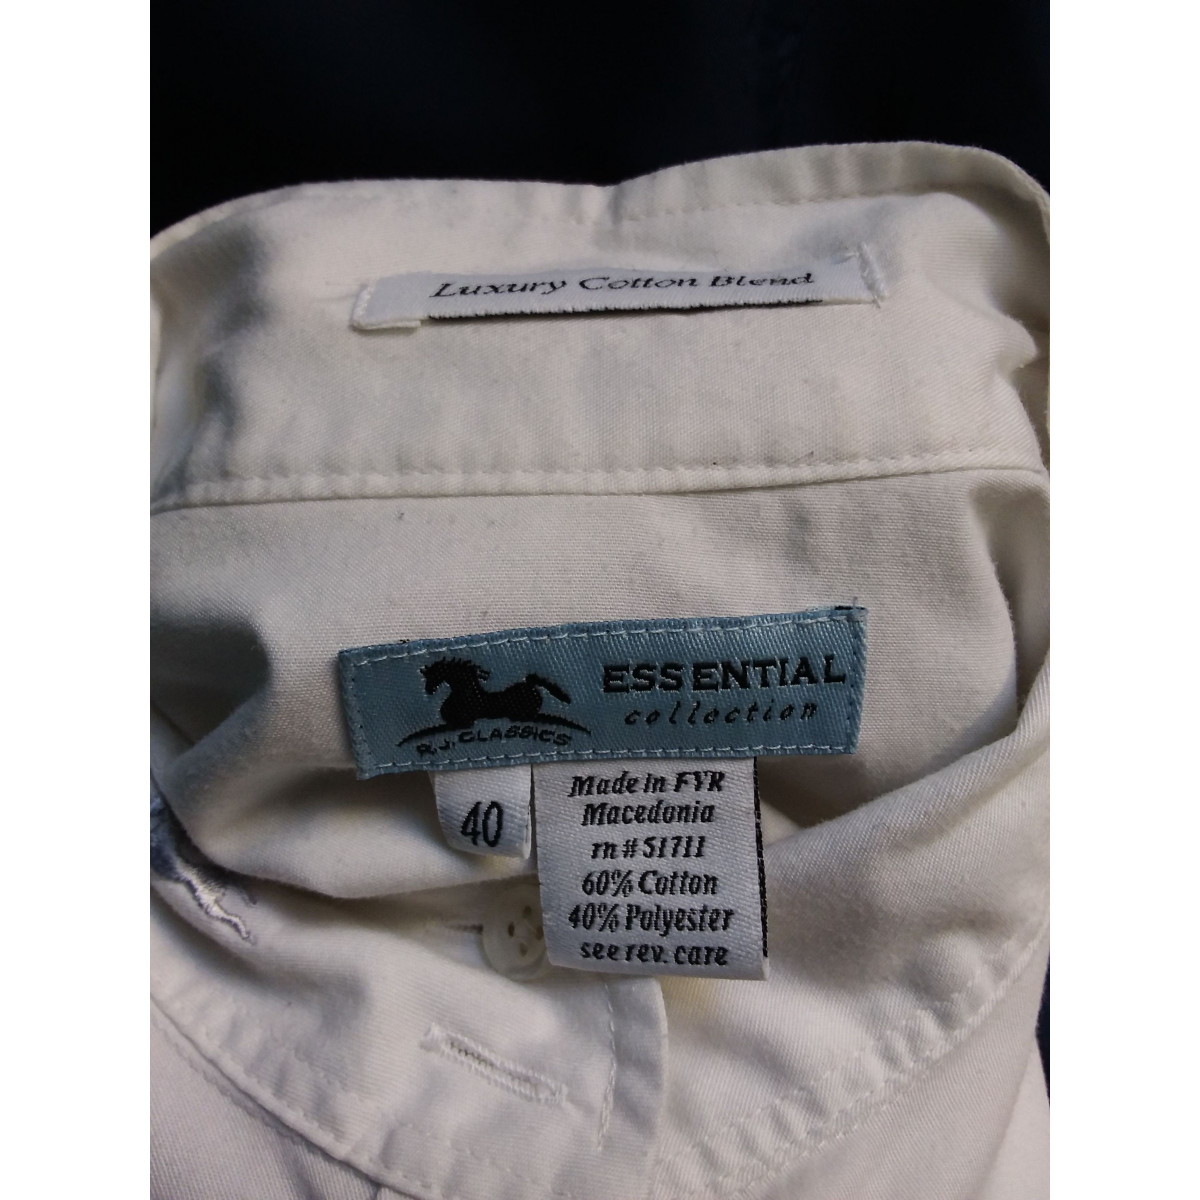 Luxury Cotton Blend
ESSENTIAL
collection
R.J. CLASSICS
40
Made in FYR
Macedonia
rn # 51711
60% Cotton
40% Polyester
see rev. care